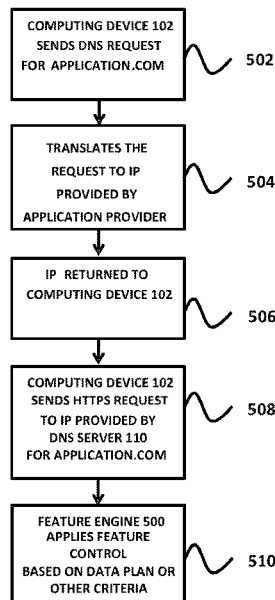 COMPUTING DEVICE 102
SENDS DNS REQUEST
FOR APPLICATION.COM
502
TRANSLATES THE
REQUEST TO IP
PROVIDED BY
APPLICATION PROVIDER
504
IP RETURNED TO
COMPUTING DEVICE 102
506
COMPUTING DEVICE 102
SENDS HTTPS REQUEST
TO IP PROVIDED BY
DNS SERVER 110
FOR APPLICATION.COM
508
FEATURE ENGINE 500
APPLIES FEATURE
CONTROL
BASED ON DATA PLAN OR
OTHER CRITERIA
510